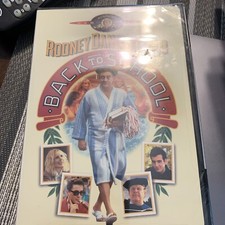 RODNEY DANGERFIELD
BACK TO SCHOOL